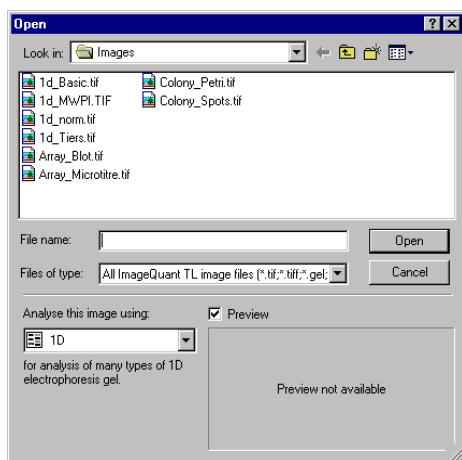 Open
Look in: Images
1d_Basic.tif
1d_MWPI.TIF
1d_norm.tif
1d_Tiers.tif
Array_Blot.tif
Array_Microtitre.tif
Colony_Petri.tif
Colony_Spots.tif
File name:
Open
Files of type: All ImageQuant TL image files (*.tif;*.tiff;*.gel;
Cancel
Analyse this image using:
1D
for analysis of many types of 1D
electrophoresis gel.
Preview
Preview not available